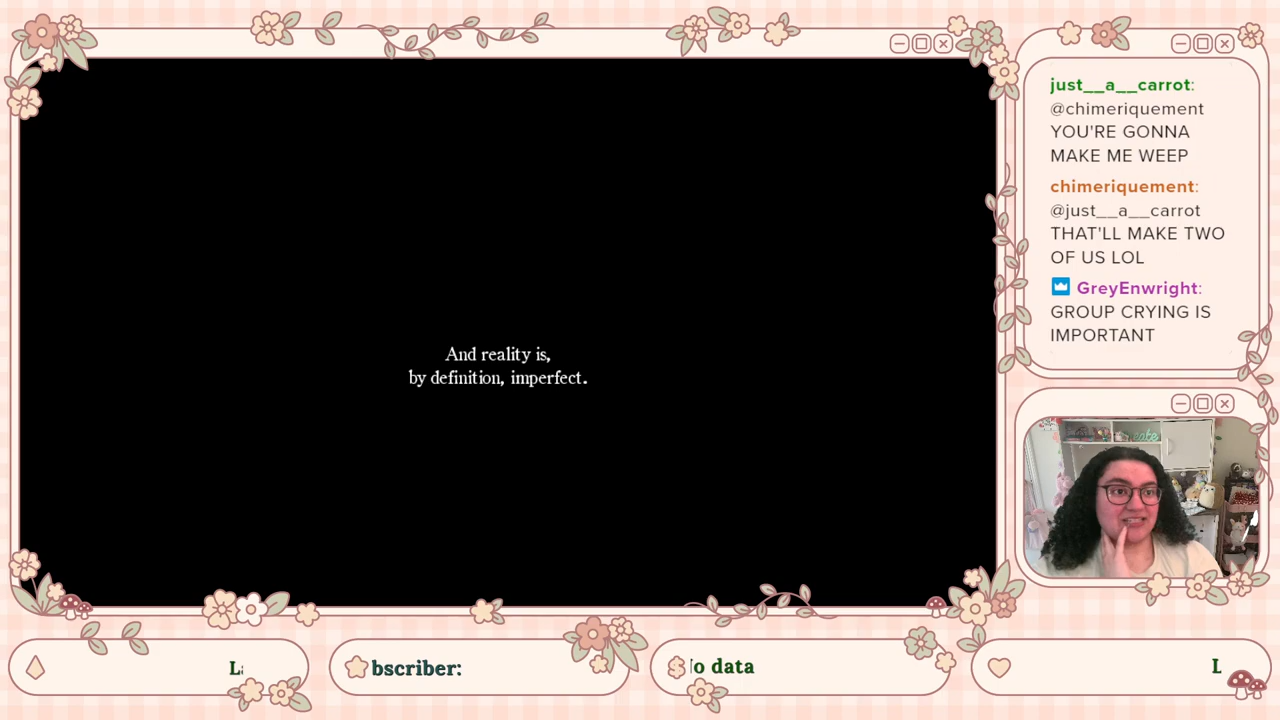 And reality is,
by definition, imperfect.
just__a__carrot:
@chimeriquement
YOU'RE GONNA
MAKE ME WEEP
chimeriquement:
@just__a__carrot
THAT'LL MAKE TWO
OF US LOL
GreyEnwright:
GROUP CRYING IS
IMPORTANT
eate
bscriber:
o data
L